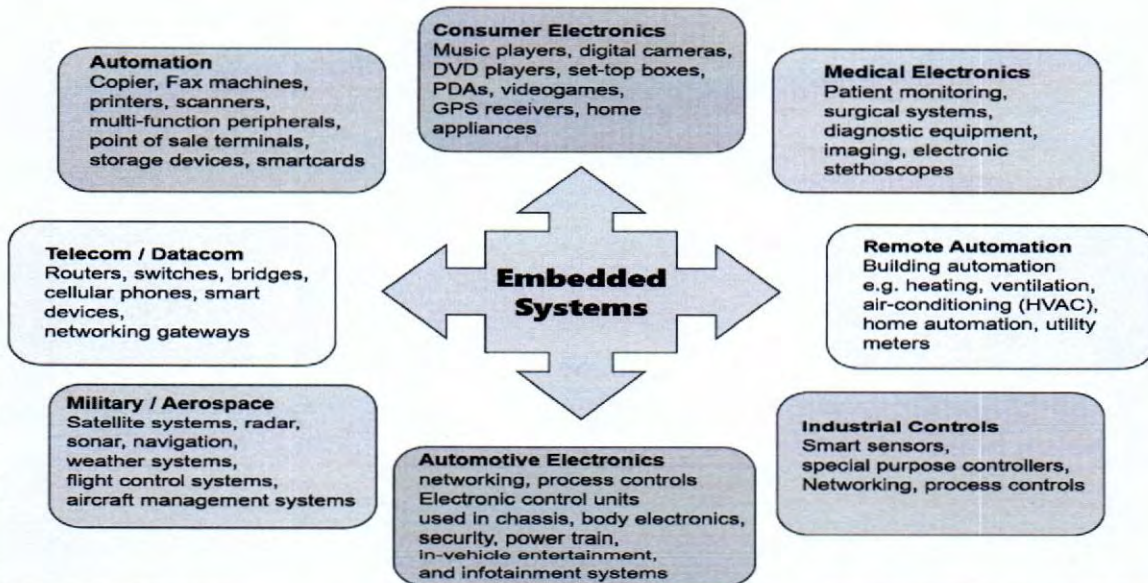 Consumer Electronics
Music players, digital cameras,
DVD players, set-top boxes,
PDAs, videogames,
GPS receivers, home
appliances
Automation
Copier, Fax machines,
printers, scanners,
multi-function peripherals,
point of sale terminals,
storage devices, smartcards
Medical Electronics
Patient monitoring,
surgical systems,
diagnostic equipment,
imaging, electronic
stethoscopes
Telecom / Datacom
Routers, switches, bridges,
cellular phones, smart
devices,
networking gateways
Embedded
Systems
Remote Automation
Building automation
e.g. heating, ventilation,
air-conditioning (HVAC),
home automation, utility
meters
Military / Aerospace
Satellite systems, radar,
sonar, navigation,
weather systems,
flight control systems,
aircraft management systems
Automotive Electronics
networking, process controls
Electronic control units
used in chassis, body electronics,
security, power train,
in-vehicle entertainment,
and infotainment systems
Industrial Controls
Smart sensors,
special purpose controllers,
Networking, process controls